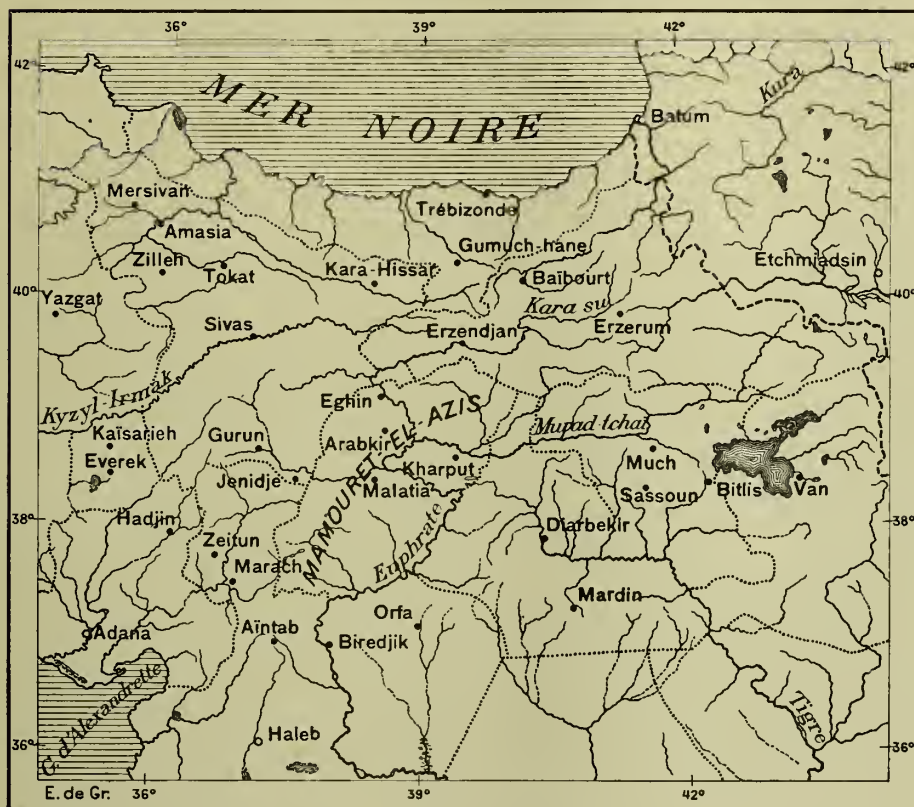 36°
39°
42°
42°
42°
MER NOIRE
Kura
Batum
Mersivan
Trébizonde
Amasia
Gumuch-hane
Zilleh
Tokat
Kara-Hissar
Baïbourt
Etchmiadsin
40°
40°
Yazgat
Kara su
Sivas
Erzendjan
Erzerum
Kyzyl-Irmak
Eghin
MAMOURET-EL-AZIS
Murad tchaï
Kaïsarieh
Gurun
Arabkir
Everek
Kharput
Much
Jenidje
Malatia
Sassoun
Bitlis
Van
38°
38°
Hadjin
Euphrate
Diarbekir
Zeitun
Marach
Mardin
Adana
Aïntab
Orfa
Biredjik
G. d'Alexandrette
Haleb
Tigre
36°
36°
E. de Gr.
36°
39°
42°